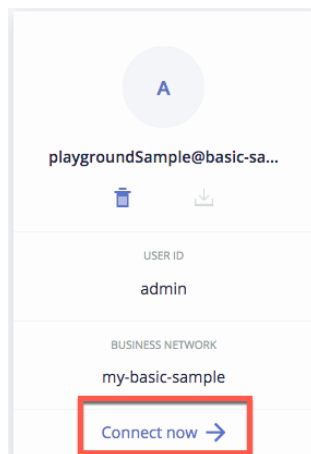 A
playgroundSample@basic-sa...
USER ID
admin
BUSINESS NETWORK
my-basic-sample
Connect now